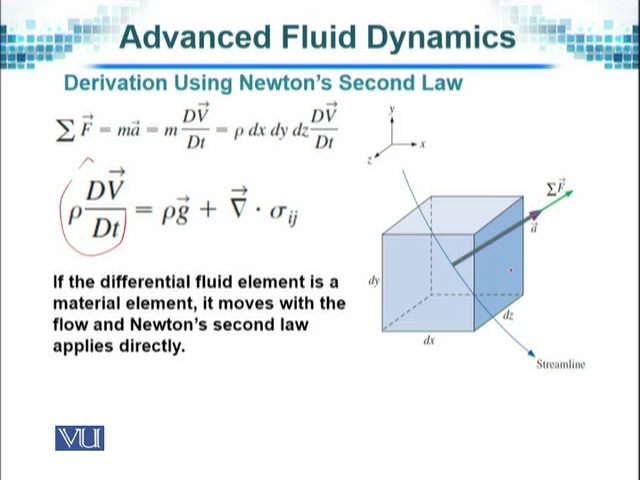 Advanced Fluid Dynamics
Derivation Using Newton's Second Law
∑ F⃗ = ma⃗ = m DV⃗/Dt = ρ dx dy dz DV⃗/Dt
ρ DV⃗/Dt = ρg⃗ + ∇⃗ · σij
If the differential fluid element is a
material element, it moves with the
flow and Newton's second law
applies directly.
y
x
z
ΣF⃗
a⃗
dy
dz
dx
Streamline
VU